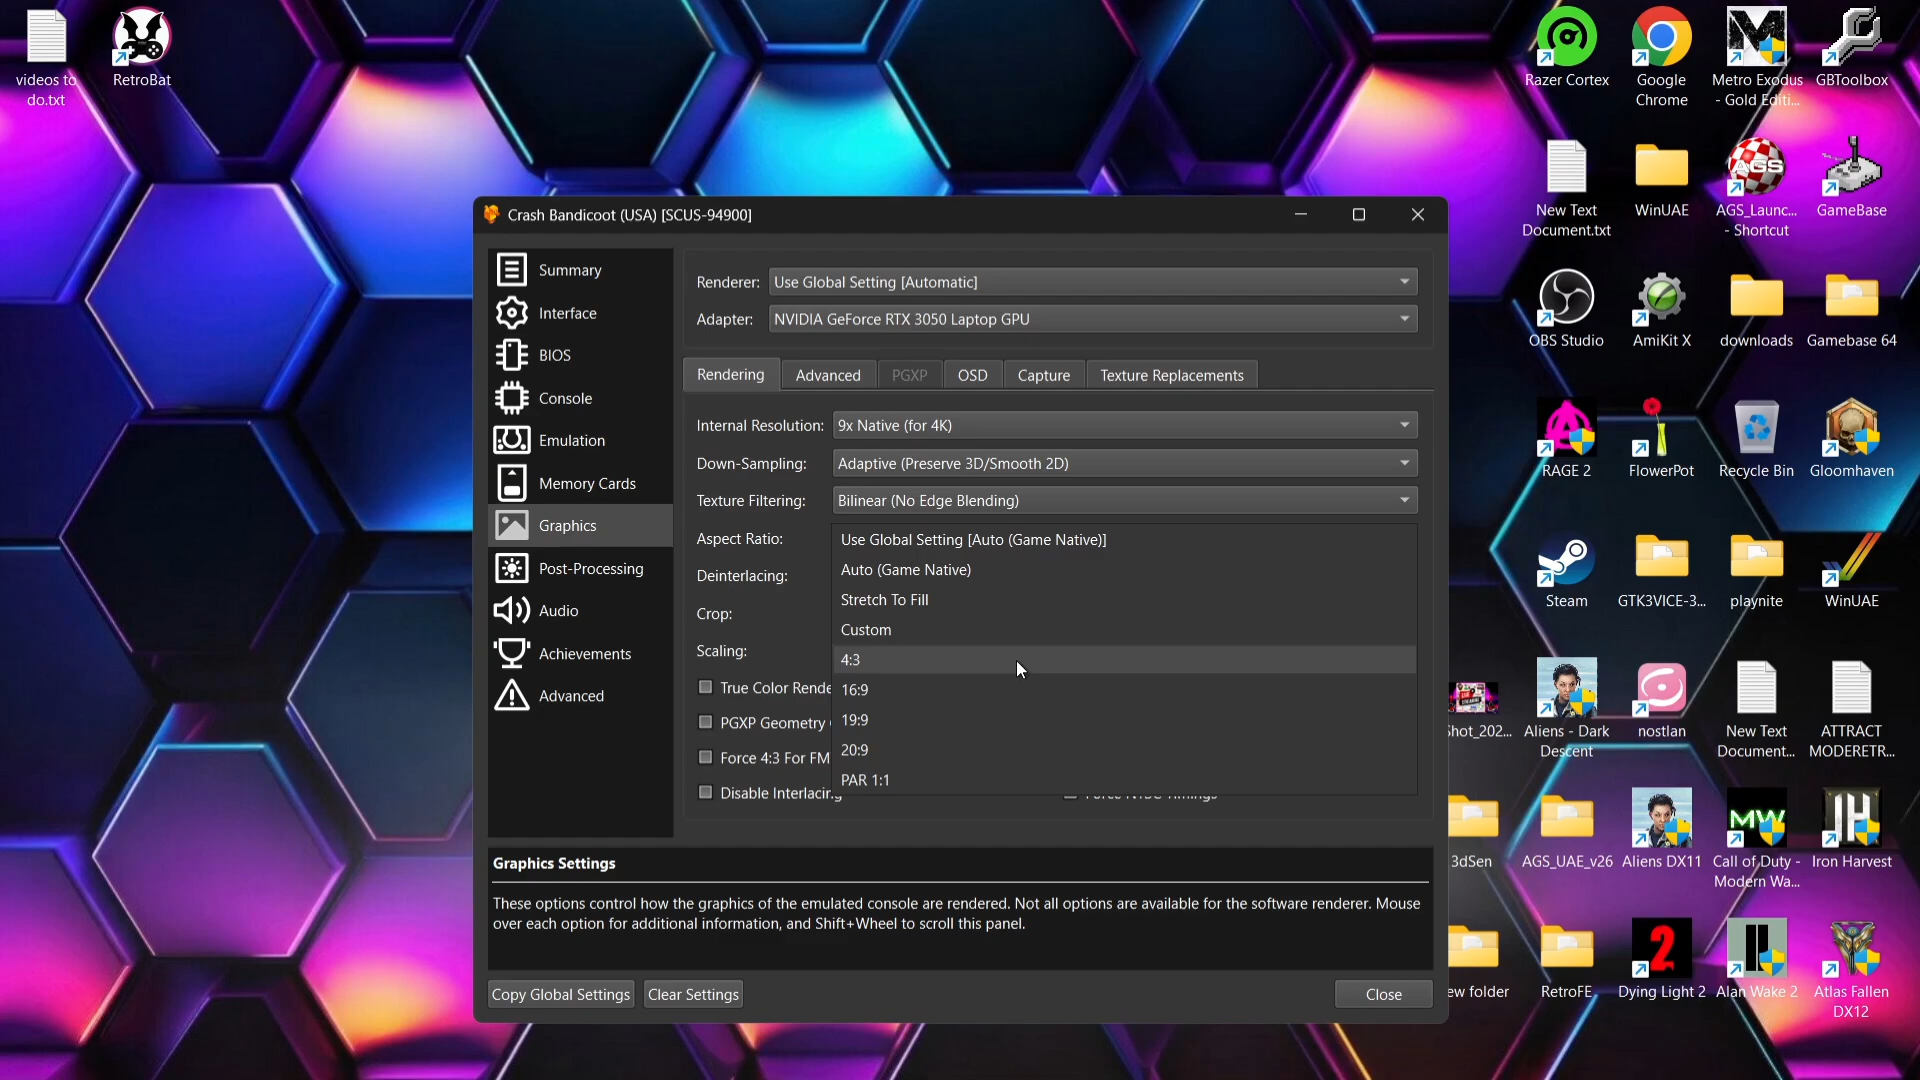 videos to
do.txt
RetroBat
Razer Cortex
Google
Chrome
Metro Exodus
- Gold Editi...
GBToolbox
New Text
Document.txt
WinUAE
AGS
AGS_Launc...
- Shortcut
GameBase
OBS Studio
AmiKit X
downloads
Gamebase 64
RAGE 2
FlowerPot
Recycle Bin
Gloomhaven
Steam
GTK3VICE-3...
playnite
WinUAE
Shot_202...
Aliens - Dark
Descent
nostlan
New Text
Document...
ATTRACT
MODERETR...
3dSen
AGS_UAE_v26
Aliens DX11
MW
Call of Duty -
Modern Wa...
IH
Iron Harvest
ew folder
RetroFE
2
Dying Light 2
Alan Wake 2
Atlas Fallen
DX12
Crash Bandicoot (USA) [SCUS-94900]
Summary
Interface
BIOS
Console
Emulation
Memory Cards
Graphics
Post-Processing
Audio
Achievements
Advanced
Renderer: Use Global Setting [Automatic]
Adapter: NVIDIA GeForce RTX 3050 Laptop GPU
Rendering Advanced PGXP OSD Capture Texture Replacements
Internal Resolution: 9x Native (for 4K)
Down-Sampling: Adaptive (Preserve 3D/Smooth 2D)
Texture Filtering: Bilinear (No Edge Blending)
Aspect Ratio:
Deinterlacing:
Crop:
Scaling:
True Color Rende
PGXP Geometry
Force 4:3 For FM
Disable Interlacing
Use Global Setting [Auto (Game Native)]
Auto (Game Native)
Stretch To Fill
Custom
4:3
16:9
19:9
20:9
PAR 1:1
Force NTSC Timings
Graphics Settings
These options control how the graphics of the emulated console are rendered. Not all options are available for the software renderer. Mouse
over each option for additional information, and Shift+Wheel to scroll this panel.
Copy Global Settings
Clear Settings
Close